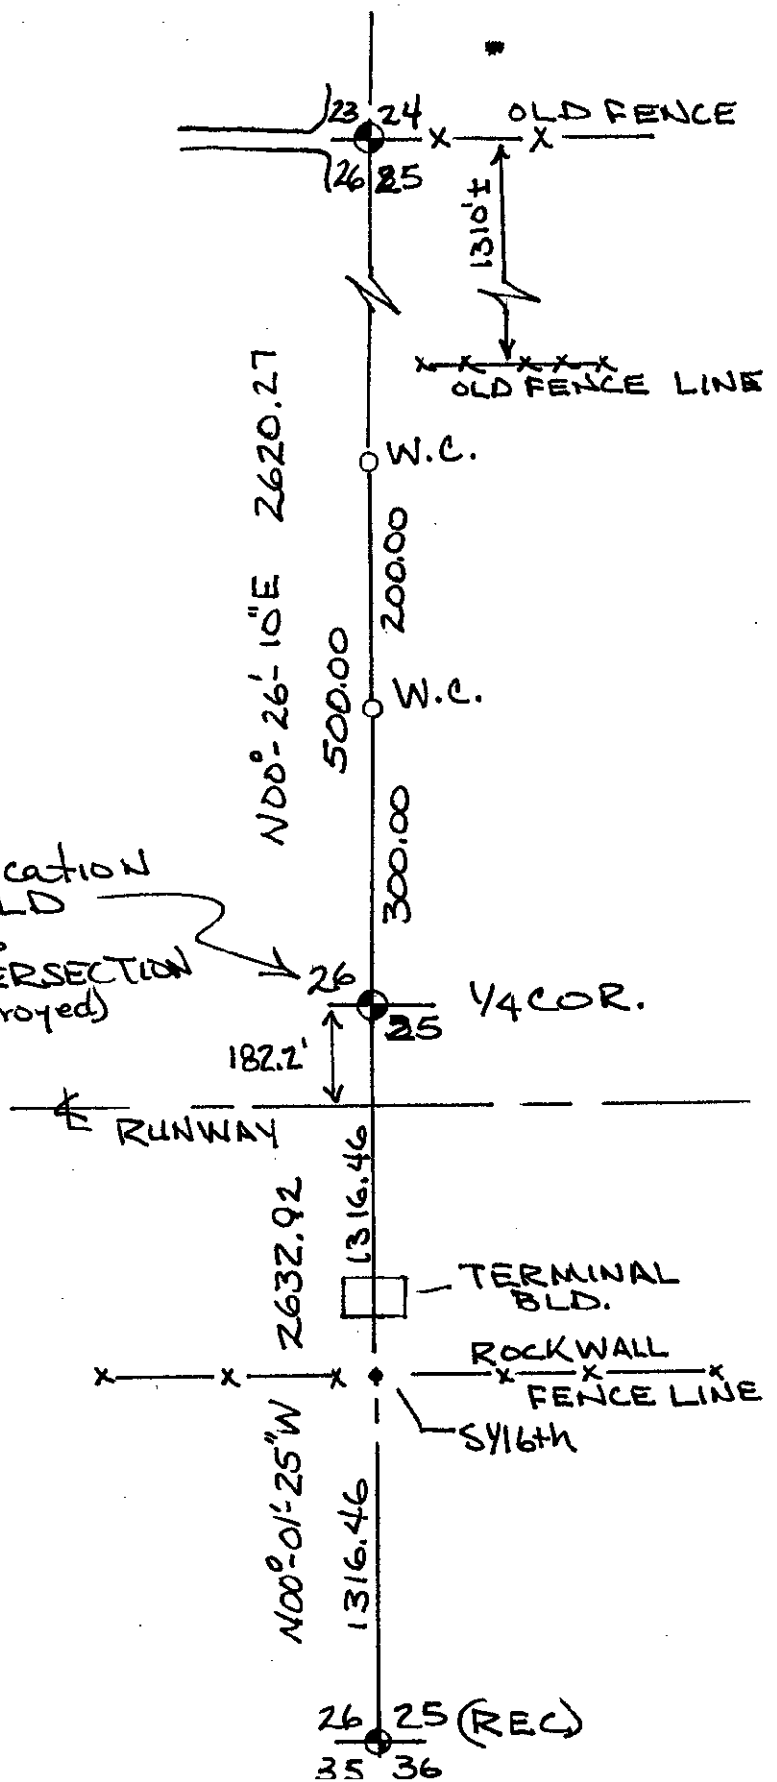 23 24
OLD FENCE
26 25
1310'±
OLD FENCE LINE
W.C.
N00°-26'-10"E 2620.27
200.00
500.00
W.C.
300.00
cation
LD
ERSECTION
royed)
26
1/4 COR.
25
182.2'
RUNWAY
1316.46
2632.92
TERMINAL
BLD.
ROCKWALL
FENCE LINE
S1/16th
N00°-01'-25"W
1316.46
26 25 (REC)
35 36